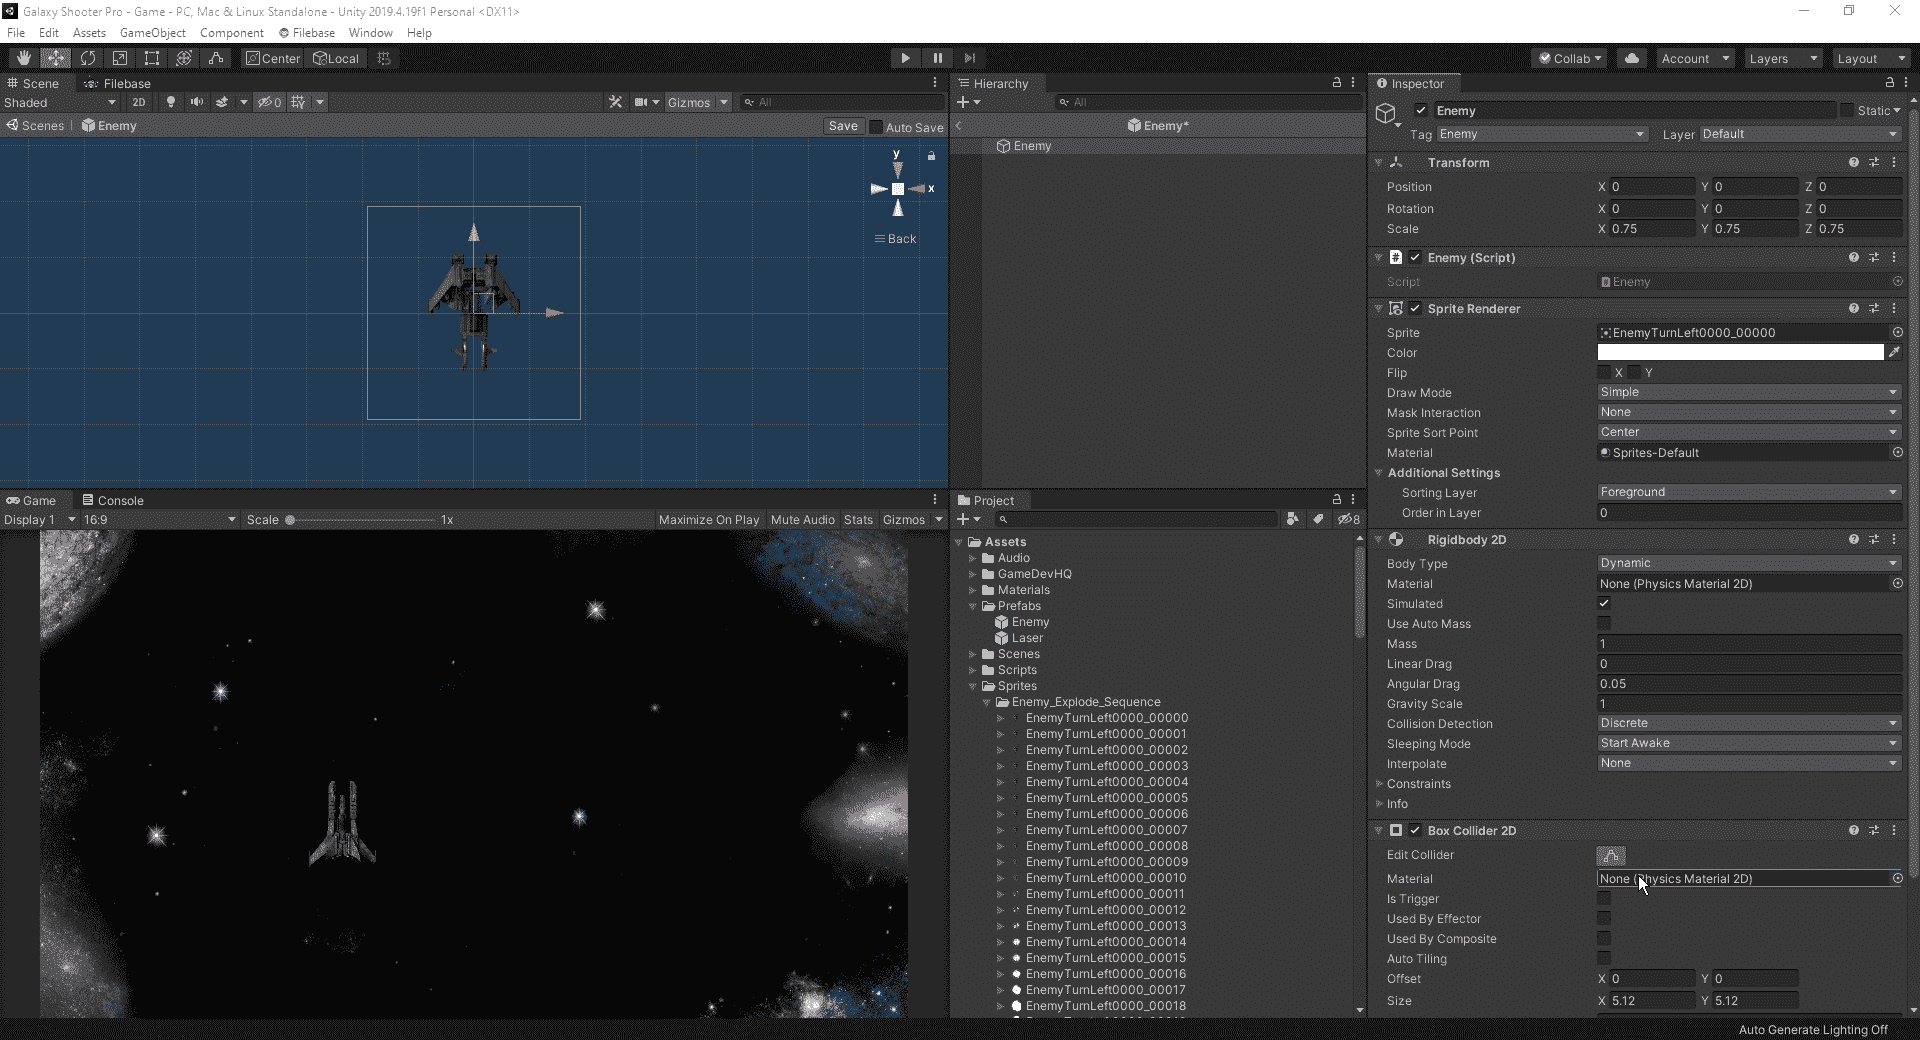 Galaxy Shooter Pro - Game - PC, Mac & Linux Standalone - Unity 2019.4.19f1 Personal <DX11>
File Edit Assets GameObject Component Filebase Window Help
Center Local Collab Account Layers Layout
Scene Filebase
Shaded 2D 0 Gizmos All
Scenes Enemy Save Auto Save
y
x
Back
Game Console
Display 1 16:9 Scale 1x Maximize On Play Mute Audio Stats Gizmos
Hierarchy
All
Enemy*
Enemy
Project
8
Assets
Audio
GameDevHQ
Materials
Prefabs
Enemy
Laser
Scenes
Scripts
Sprites
Enemy_Explode_Sequence
EnemyTurnLeft0000_00000
EnemyTurnLeft0000_00001
EnemyTurnLeft0000_00002
EnemyTurnLeft0000_00003
EnemyTurnLeft0000_00004
EnemyTurnLeft0000_00005
EnemyTurnLeft0000_00006
EnemyTurnLeft0000_00007
EnemyTurnLeft0000_00008
EnemyTurnLeft0000_00009
EnemyTurnLeft0000_00010
EnemyTurnLeft0000_00011
EnemyTurnLeft0000_00012
EnemyTurnLeft0000_00013
EnemyTurnLeft0000_00014
EnemyTurnLeft0000_00015
EnemyTurnLeft0000_00016
EnemyTurnLeft0000_00017
EnemyTurnLeft0000_00018
Inspector
Enemy Static
Tag Enemy Layer Default
Transform
Position X 0 Y 0 Z 0
Rotation X 0 Y 0 Z 0
Scale X 0.75 Y 0.75 Z 0.75
Enemy (Script)
Script Enemy
Sprite Renderer
Sprite EnemyTurnLeft0000_00000
Color
Flip X Y
Draw Mode Simple
Mask Interaction None
Sprite Sort Point Center
Material Sprites-Default
Additional Settings
Sorting Layer Foreground
Order in Layer 0
Rigidbody 2D
Body Type Dynamic
Material None (Physics Material 2D)
Simulated
Use Auto Mass
Mass 1
Linear Drag 0
Angular Drag 0.05
Gravity Scale 1
Collision Detection Discrete
Sleeping Mode Start Awake
Interpolate None
Constraints
Info
Box Collider 2D
Edit Collider
Material None (Physics Material 2D)
Is Trigger
Used By Effector
Used By Composite
Auto Tiling
Offset X 0 Y 0
Size X 5.12 Y 5.12
Auto Generate Lighting Off